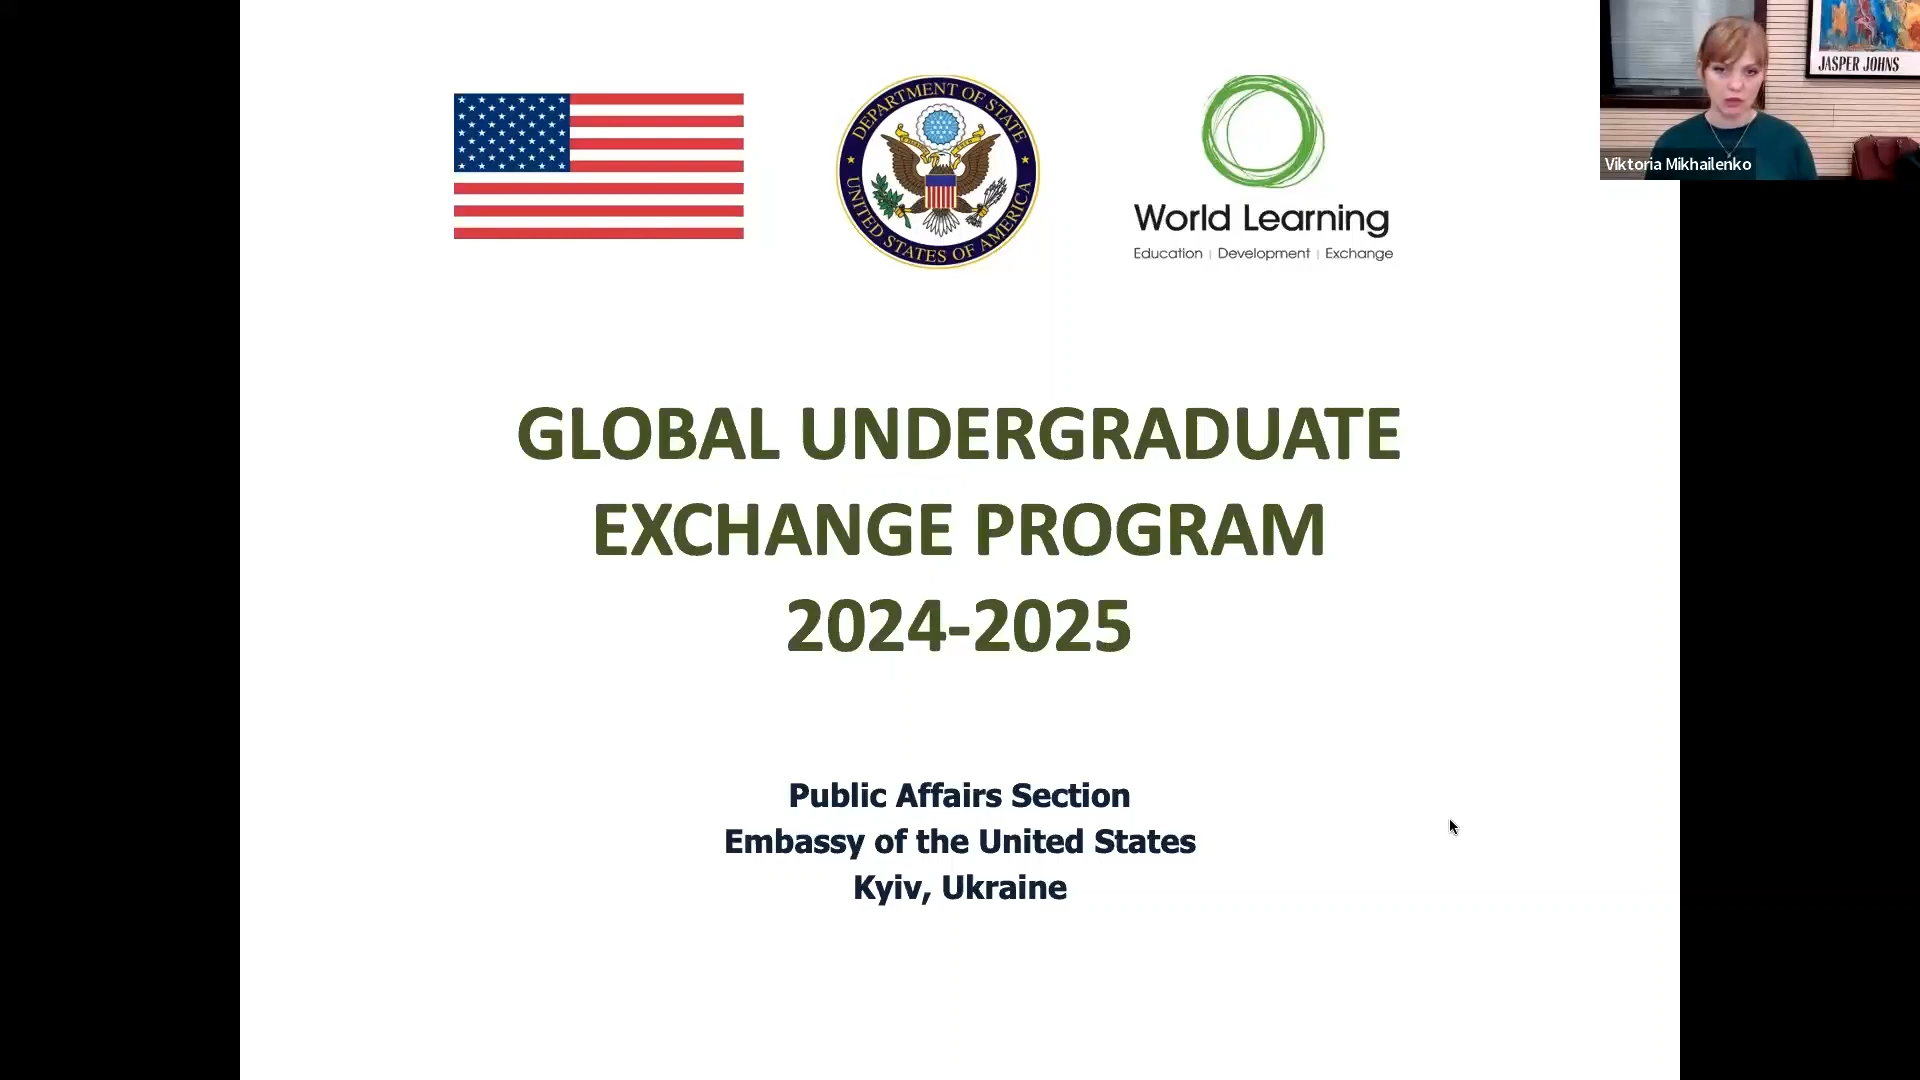 DEPARTMENT OF STATE
UNITED STATES OF AMERICA
World Learning
Education | Development | Exchange
JASPER JOHNS
Viktoria Mikhailenko
GLOBAL UNDERGRADUATE
EXCHANGE PROGRAM
2024-2025
Public Affairs Section
Embassy of the United States
Kyiv, Ukraine